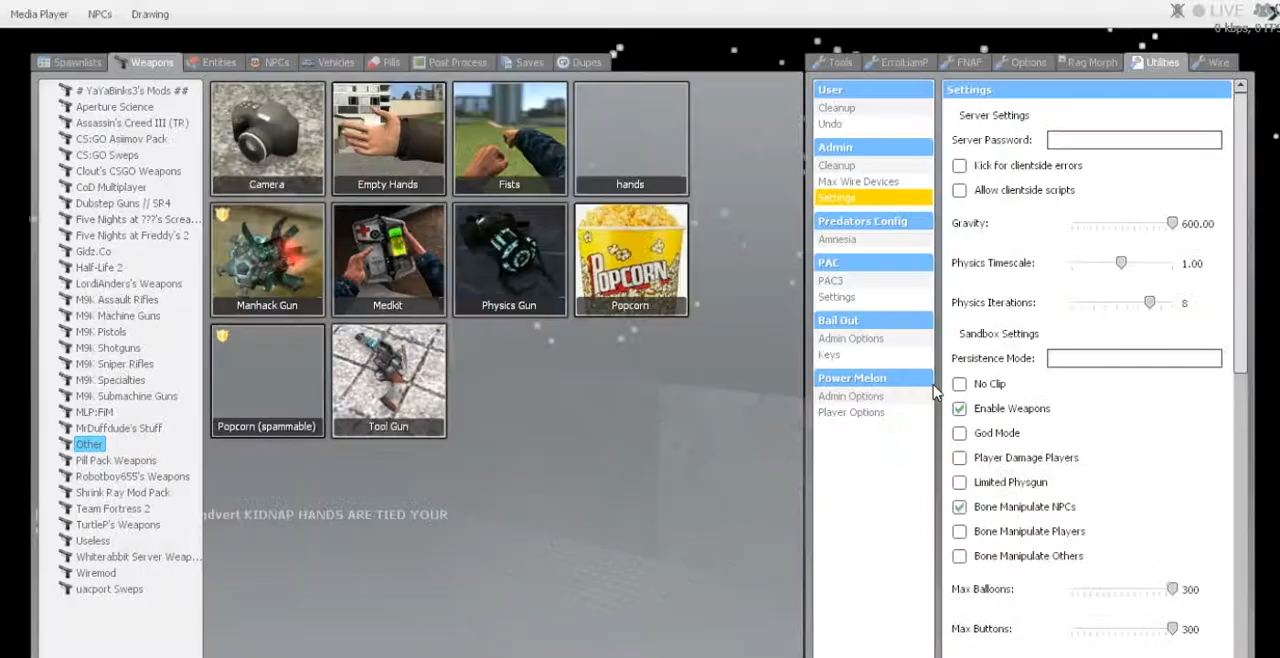 Media Player NPCs Drawing
LIVE
0 kbps, 0 FPS
Spawnlists Weapons Entities NPCs Vehicles Pills Post Process Saves Dupes
# YaYaBinks3's Mods ##
Aperture Science
Assassin's Creed III (TR)
CS:GO Asiimov Pack
CS:GO Sweps
Clout's CSGO Weapons
CoD Multiplayer
Dubstep Guns // SR4
Five Nights at ???'s Screa...
Five Nights at Freddy's 2
Gidz.Co
Half-Life 2
LordiAnders's Weapons
M9K Assault Rifles
M9K Machine Guns
M9K Pistols
M9K Shotguns
M9K Sniper Rifles
M9K Specialties
M9K Submachine Guns
MLP:FiM
MrDuffdude's Stuff
Other
Pill Pack Weapons
Robotboy655's Weapons
Shrink Ray Mod Pack
Team Fortress 2
TurtleP's Weapons
Useless
Whiterabbit Server Weap...
Wiremod
uacport Sweps
Camera
Empty Hands
Fists
hands
Manhack Gun
Medkit
Physics Gun
POPCORN
Popcorn
Popcorn (spammable)
Tool Gun
advert KIDNAP HANDS ARE TIED YOUR
Tools ErrolLiamP FNAF Options Rag Morph Utilities Wire
User
Cleanup
Undo
Admin
Cleanup
Max Wire Devices
Settings
Predators Config
Amnesia
PAC
PAC3
Settings
Bail Out
Admin Options
Keys
Power Melon
Admin Options
Player Options
Settings
Server Settings
Server Password:
Kick for clientside errors
Allow clientside scripts
Gravity: 600.00
Physics Timescale: 1.00
Physics Iterations: 8
Sandbox Settings
Persistence Mode:
No Clip
Enable Weapons
God Mode
Player Damage Players
Limited Physgun
Bone Manipulate NPCs
Bone Manipulate Players
Bone Manipulate Others
Max Balloons: 300
Max Buttons: 300